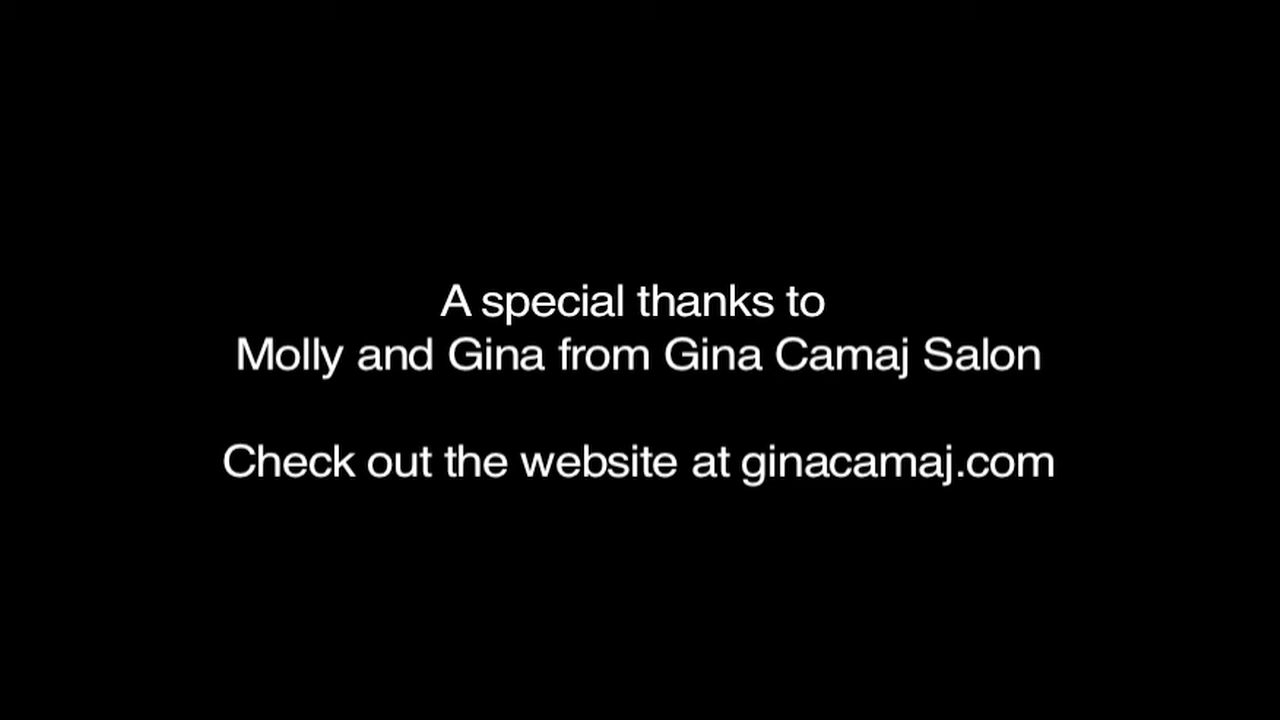 A special thanks to
Molly and Gina from Gina Camaj Salon
Check out the website at ginacamaj.com